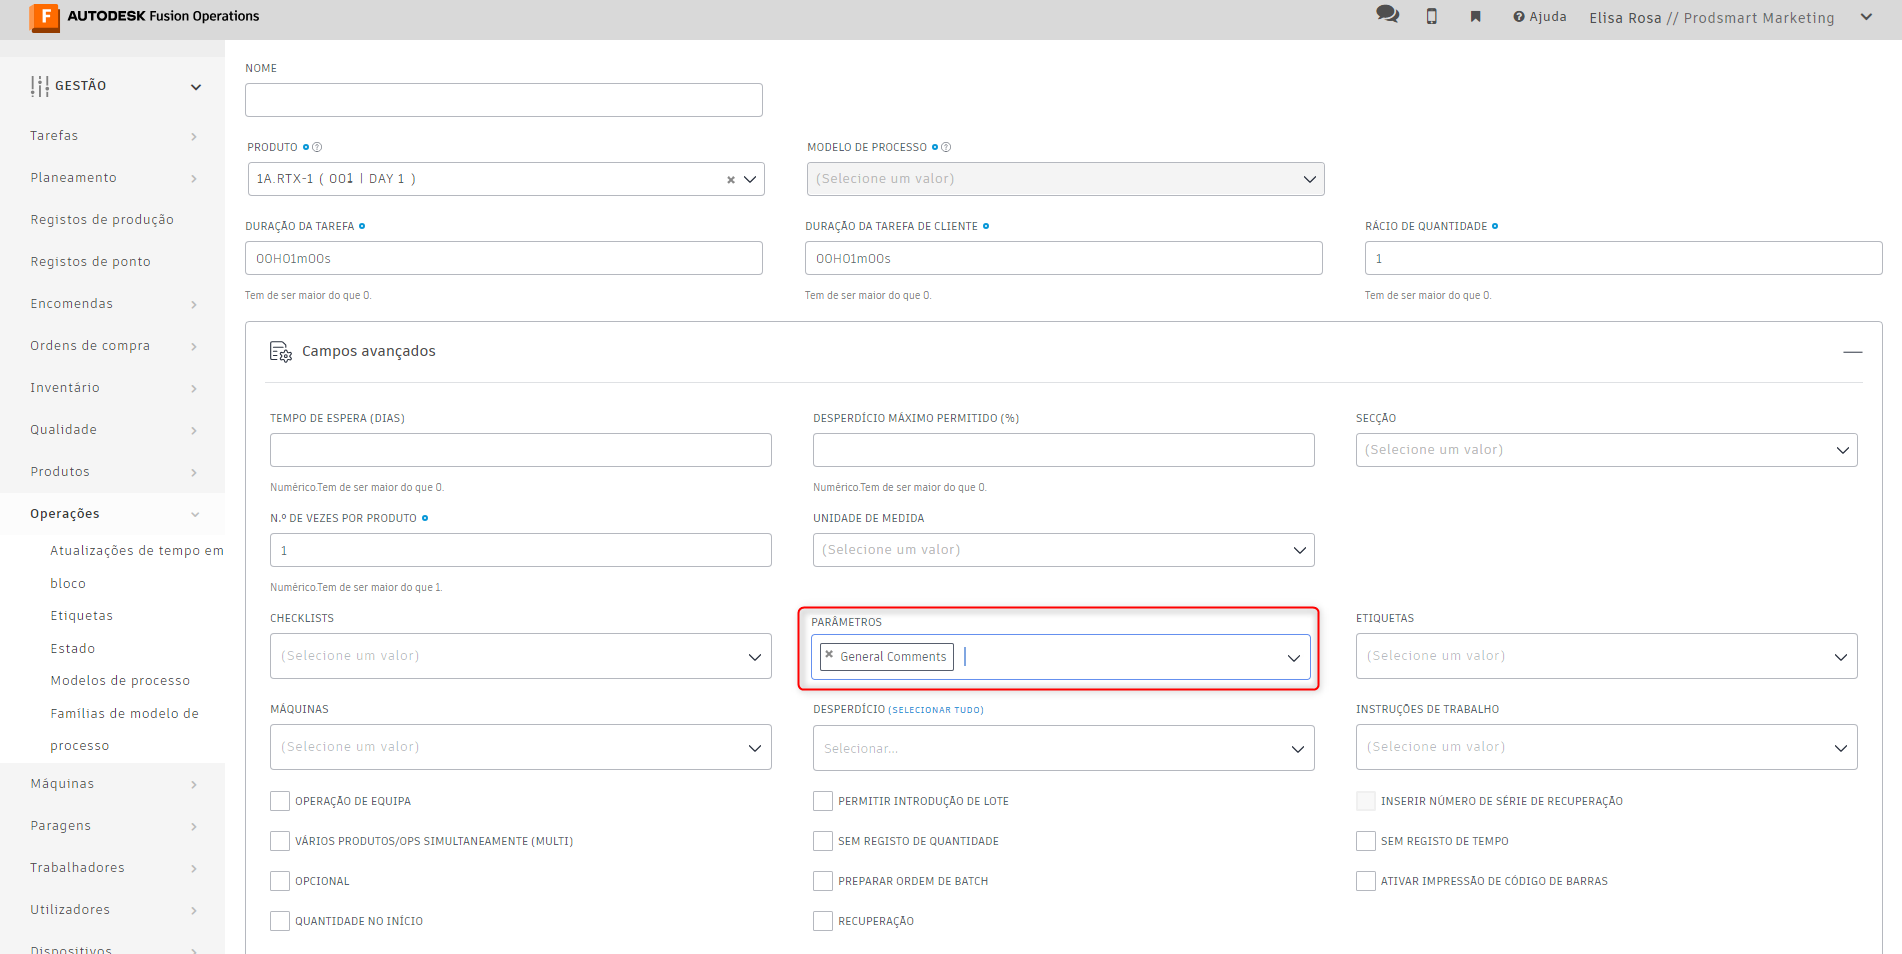 AUTODESK Fusion Operations
Ajuda
Elisa Rosa // Prodsmart Marketing
GESTÃO
Tarefas
Planeamento
Registos de produção
Registos de ponto
Encomendas
Ordens de compra
Inventário
Qualidade
Produtos
Operações
Atualizações de tempo em
bloco
Etiquetas
Estado
Modelos de processo
Famílias de modelo de
processo
Máquinas
Paragens
Trabalhadores
Utilizadores
Dispositivos
NOME
PRODUTO
MODELO DE PROCESSO
1A.RTX-1 ( 001 | DAY 1 )
(Selecione um valor)
DURAÇÃO DA TAREFA
DURAÇÃO DA TAREFA DE CLIENTE
RÁCIO DE QUANTIDADE
00H01m00s
00H01m00s
1
Tem de ser maior do que 0.
Tem de ser maior do que 0.
Tem de ser maior do que 0.
Campos avançados
TEMPO DE ESPERA (DIAS)
DESPERDÍCIO MÁXIMO PERMITIDO (%)
SECÇÃO
(Selecione um valor)
Numérico.Tem de ser maior do que 0.
Numérico.Tem de ser maior do que 0.
N.º DE VEZES POR PRODUTO
UNIDADE DE MEDIDA
1
(Selecione um valor)
Numérico.Tem de ser maior do que 1.
CHECKLISTS
PARÂMETROS
ETIQUETAS
(Selecione um valor)
General Comments
(Selecione um valor)
MÁQUINAS
DESPERDÍCIO (SELECIONAR TUDO)
INSTRUÇÕES DE TRABALHO
(Selecione um valor)
Selecionar...
(Selecione um valor)
OPERAÇÃO DE EQUIPA
PERMITIR INTRODUÇÃO DE LOTE
INSERIR NÚMERO DE SÉRIE DE RECUPERAÇÃO
VÁRIOS PRODUTOS/OPS SIMULTANEAMENTE (MULTI)
SEM REGISTO DE QUANTIDADE
SEM REGISTO DE TEMPO
OPCIONAL
PREPARAR ORDEM DE BATCH
ATIVAR IMPRESSÃO DE CÓDIGO DE BARRAS
QUANTIDADE NO INÍCIO
RECUPERAÇÃO